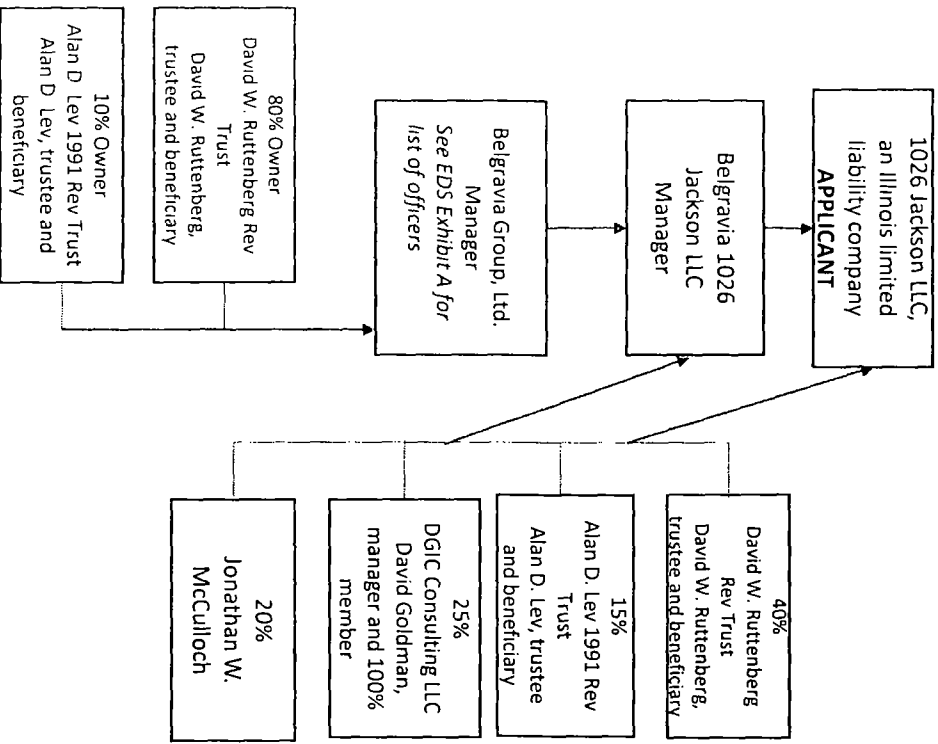 1026 Jackson LLC,
an Illinois limited
liability company
APPLICANT
Belgravia 1026
Jackson LLC
Manager
Belgravia Group, Ltd.
Manager
See EDS Exhibit A for
list of officers
80% Owner
David W. Ruttenberg Rev
Trust
David W. Ruttenberg,
trustee and beneficiary
10% Owner
Alan D Lev 1991 Rev Trust
Alan D Lev, trustee and
beneficiary
40%
David W. Ruttenberg
Rev Trust
David W. Ruttenberg,
trustee and beneficiary
15%
Alan D. Lev 1991 Rev
Trust
Alan D. Lev, trustee
and beneficiary
25%
DGIC Consulting LLC
David Goldman,
manager and 100%
member
20%
Jonathan W.
McCulloch